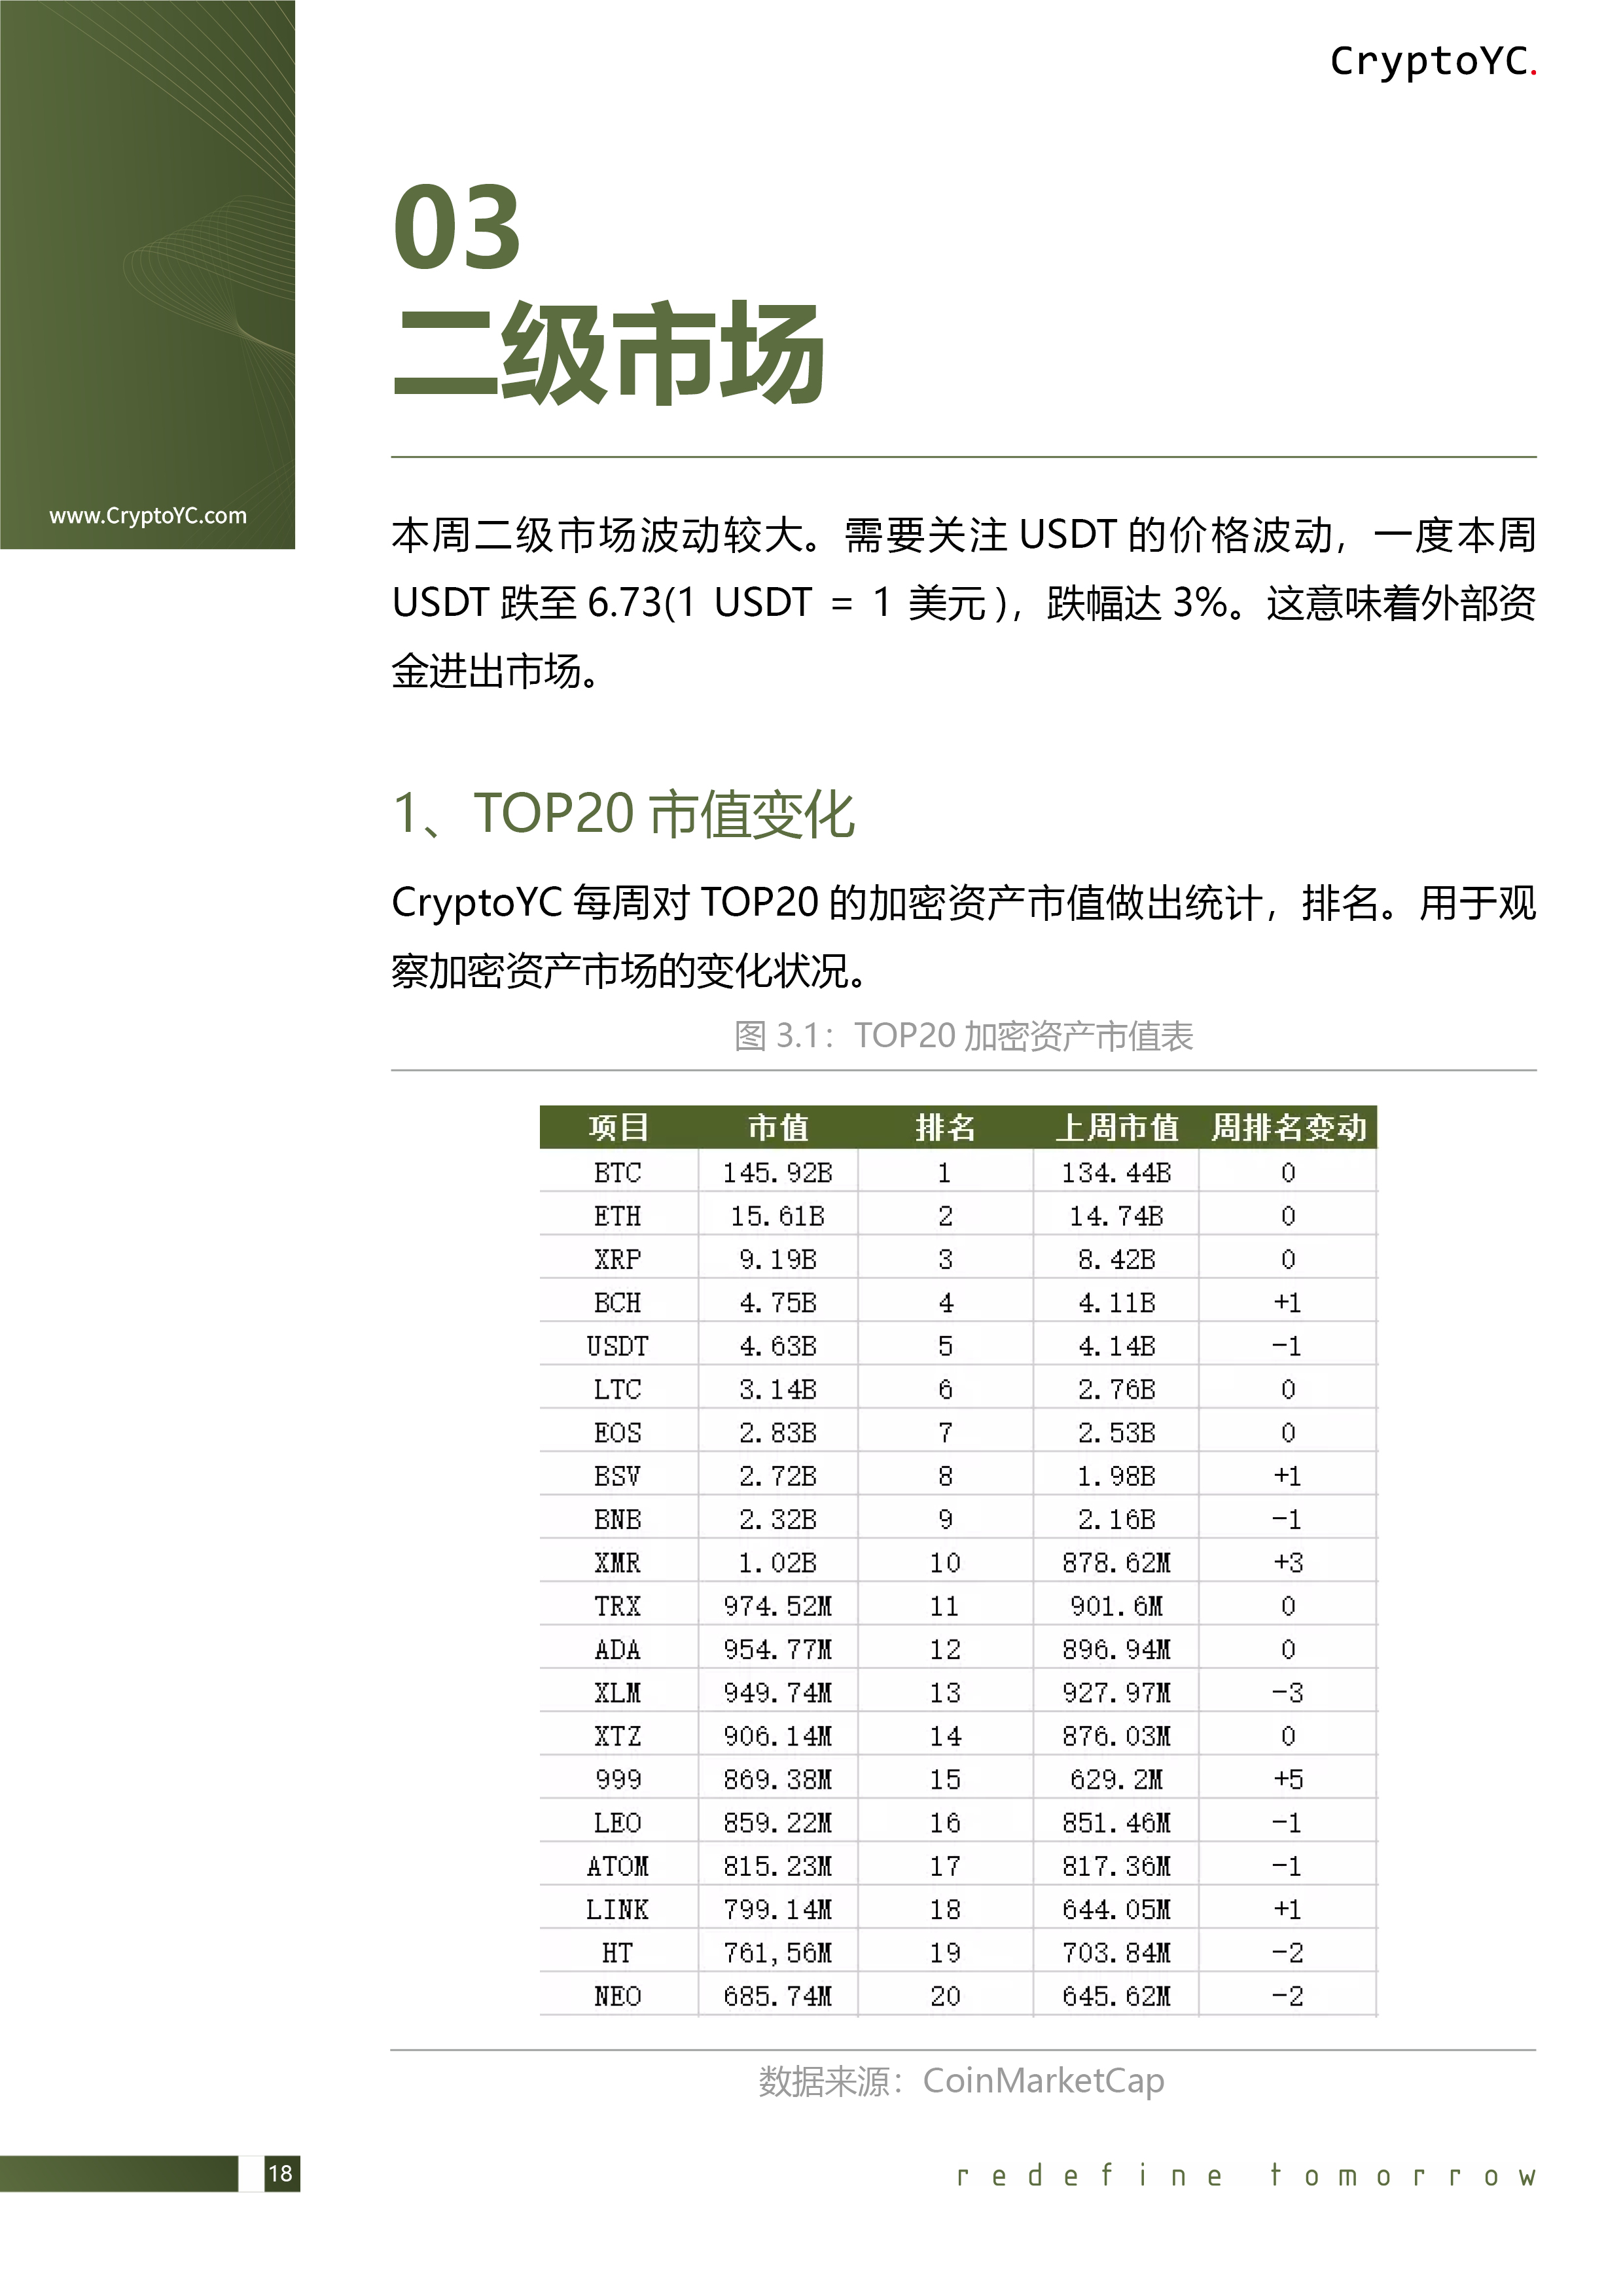 CryptoYC.
www.CryptoYC.com
03
二级市场
本周二级市场波动较大。需要关注 USDT 的价格波动，一度本周
USDT 跌至 6.73(1 USDT = 1 美元 )，跌幅达 3%。这意味着外部资
金进出市场。
1、TOP20 市值变化
CryptoYC 每周对 TOP20 的加密资产市值做出统计，排名。用于观
察加密资产市场的变化状况。
图 3.1：TOP20 加密资产市值表
项目 市值 排名 上周市值 周排名变动
BTC 145.92B 1 134.44B 0
ETH 15.61B 2 14.74B 0
XRP 9.19B 3 8.42B 0
BCH 4.75B 4 4.11B +1
USDT 4.63B 5 4.14B -1
LTC 3.14B 6 2.76B 0
EOS 2.83B 7 2.53B 0
BSV 2.72B 8 1.98B +1
BNB 2.32B 9 2.16B -1
XMR 1.02B 10 878.62M +3
TRX 974.52M 11 901.6M 0
ADA 954.77M 12 896.94M 0
XLM 949.74M 13 927.97M -3
XTZ 906.14M 14 876.03M 0
999 869.38M 15 629.2M +5
LEO 859.22M 16 851.46M -1
ATOM 815.23M 17 817.36M -1
LINK 799.14M 18 644.05M +1
HT 761,56M 19 703.84M -2
NEO 685.74M 20 645.62M -2
数据来源：CoinMarketCap
18
redefine tomorrow